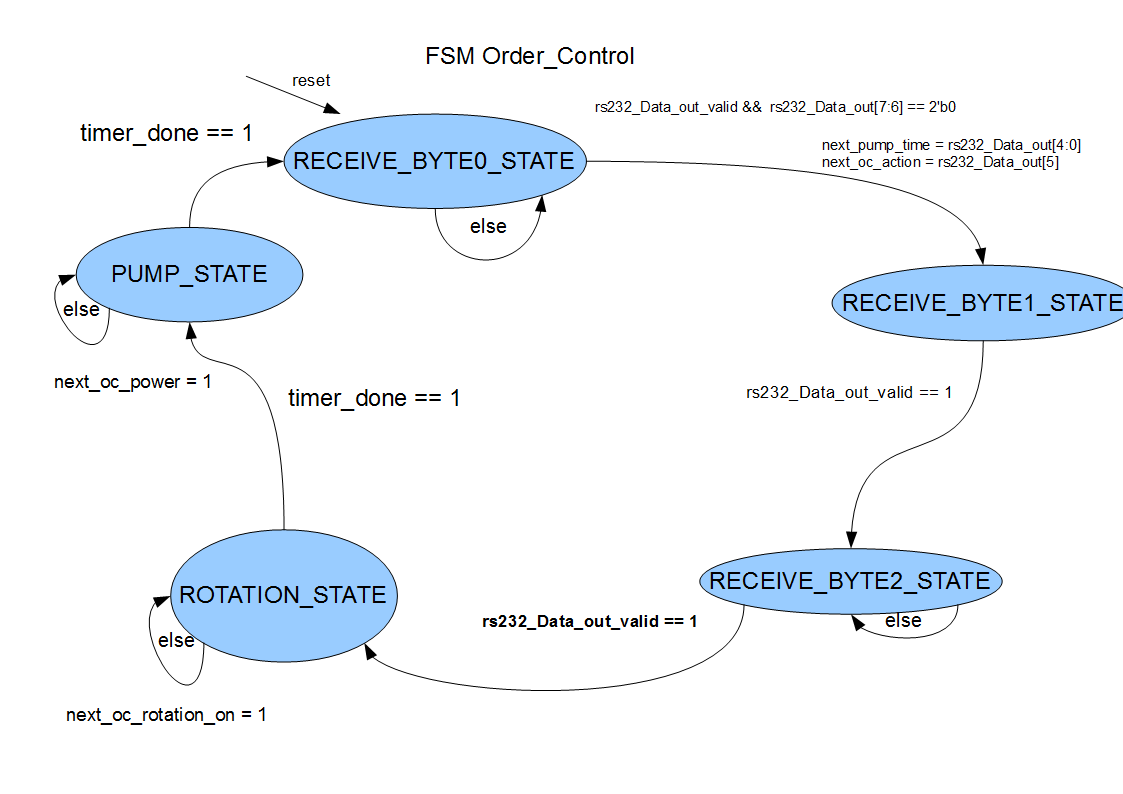 FSM Order_Control
reset
rs232_Data_out_valid && rs232_Data_out[7:6] == 2'b0
timer_done == 1
next_pump_time = rs232_Data_out[4:0]
next_oc_action = rs232_Data_out[5]
RECEIVE_BYTE0_STATE
else
PUMP_STATE
else
RECEIVE_BYTE1_STATE
next_oc_power = 1
timer_done == 1
rs232_Data_out_valid == 1
RECEIVE_BYTE2_STATE
else
ROTATION_STATE
else
rs232_Data_out_valid == 1
next_oc_rotation_on = 1